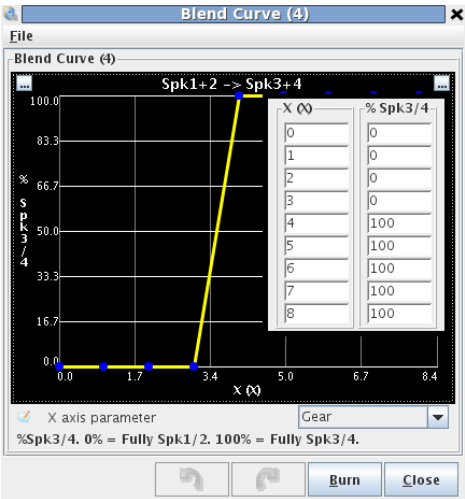 Blend Curve (4)
File
Blend Curve (4)
... Spk1+2 -> Spk3+4 ...
X (X) % Spk3/4
0 0
1 0
2 0
3 0
4 100
5 100
6 100
7 100
8 100
100.0
83.3
66.7
50.0
33.3
16.7
0.0
% Spk3/4
0.0 1.7 3.4 5.0 6.7 8.4
X (X)
X axis parameter Gear
%Spk3/4. 0% = Fully Spk1/2. 100% = Fully Spk3/4.
Burn Close